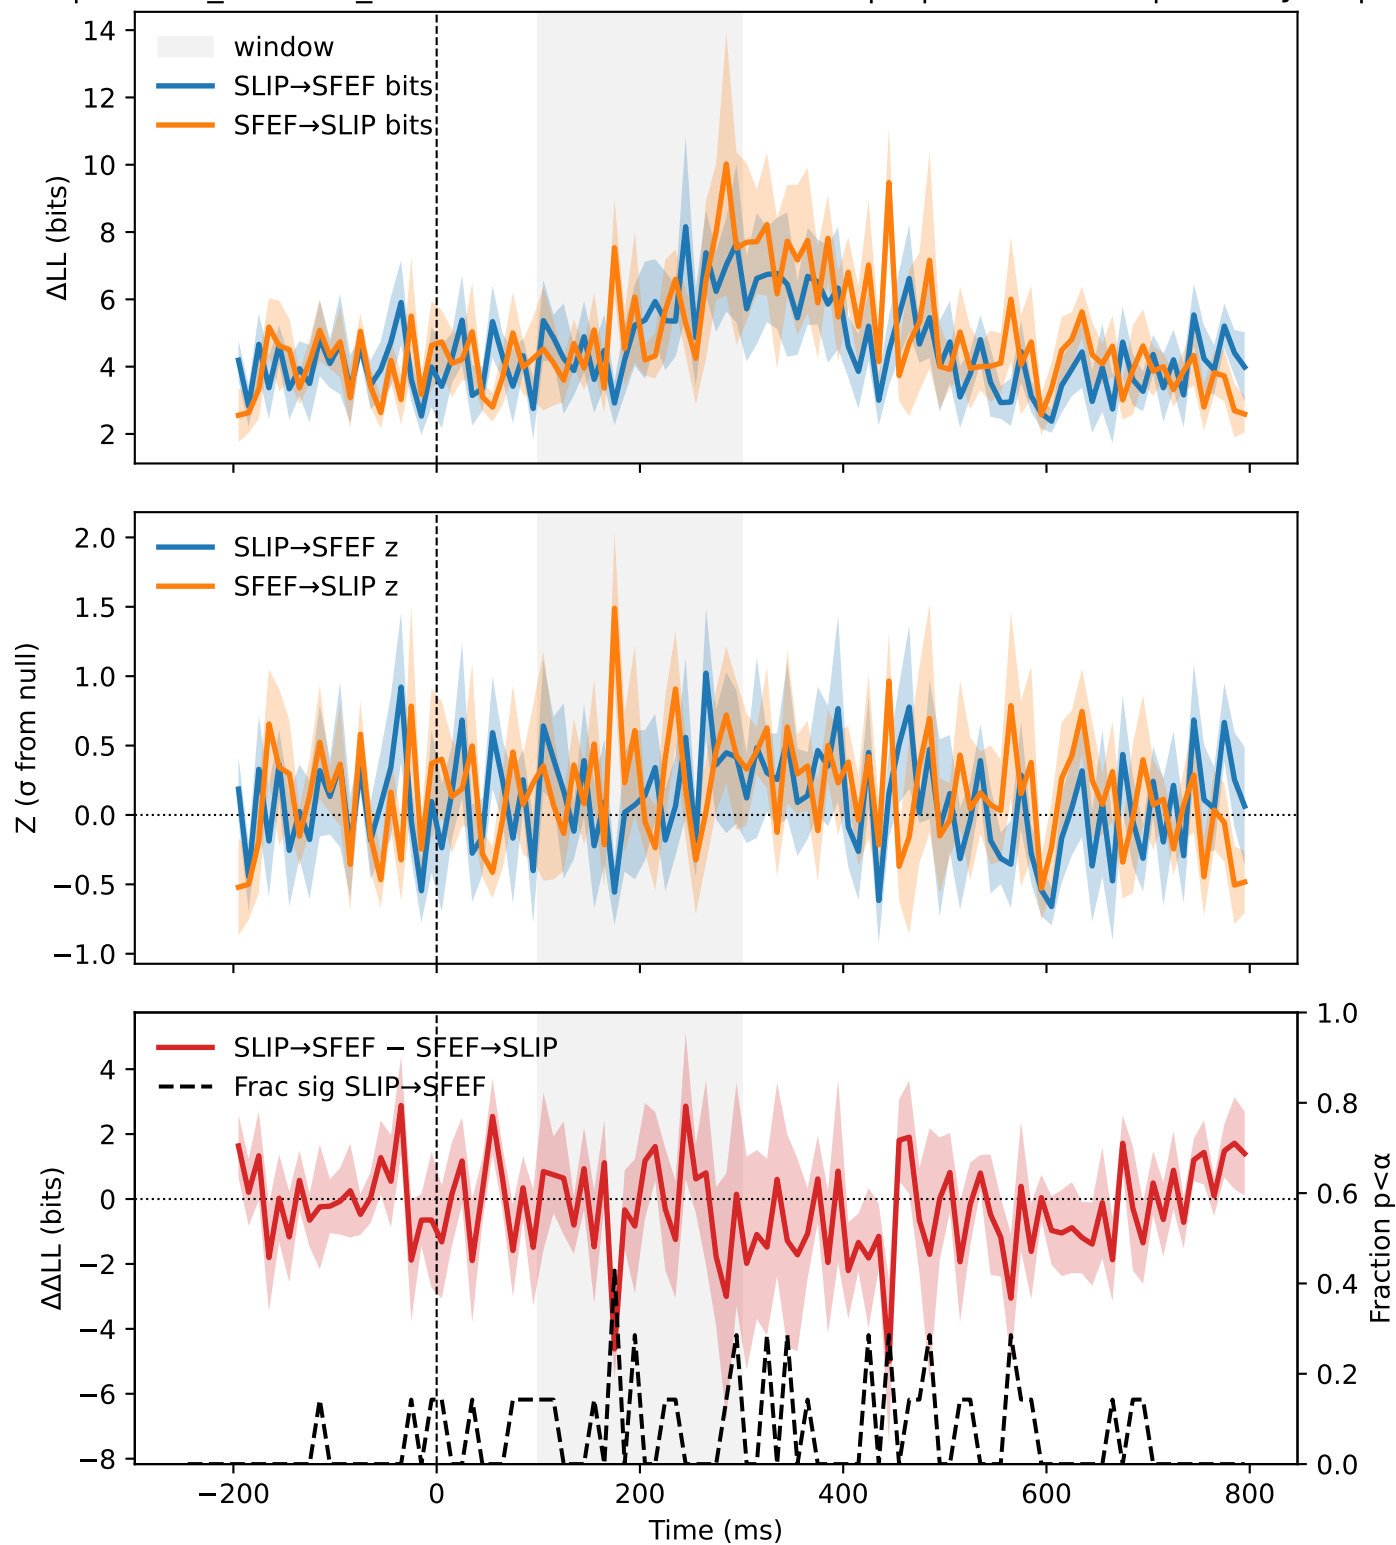 14
12
10
8
6
4
2
ΔLL (bits)
window
SLIP→SFEF bits
SFEF→SLIP bits
2.0
1.5
1.0
0.5
0.0
−0.5
−1.0
Z (σ from null)
SLIP→SFEF z
SFEF→SLIP z
4
2
0
−2
−4
−6
−8
ΔΔLL (bits)
SLIP→SFEF − SFEF→SLIP
Frac sig SLIP→SFEF
1.0
0.8
0.6
0.4
0.2
0.0
Fraction p<α
−200
0
200
400
600
800
Time (ms)